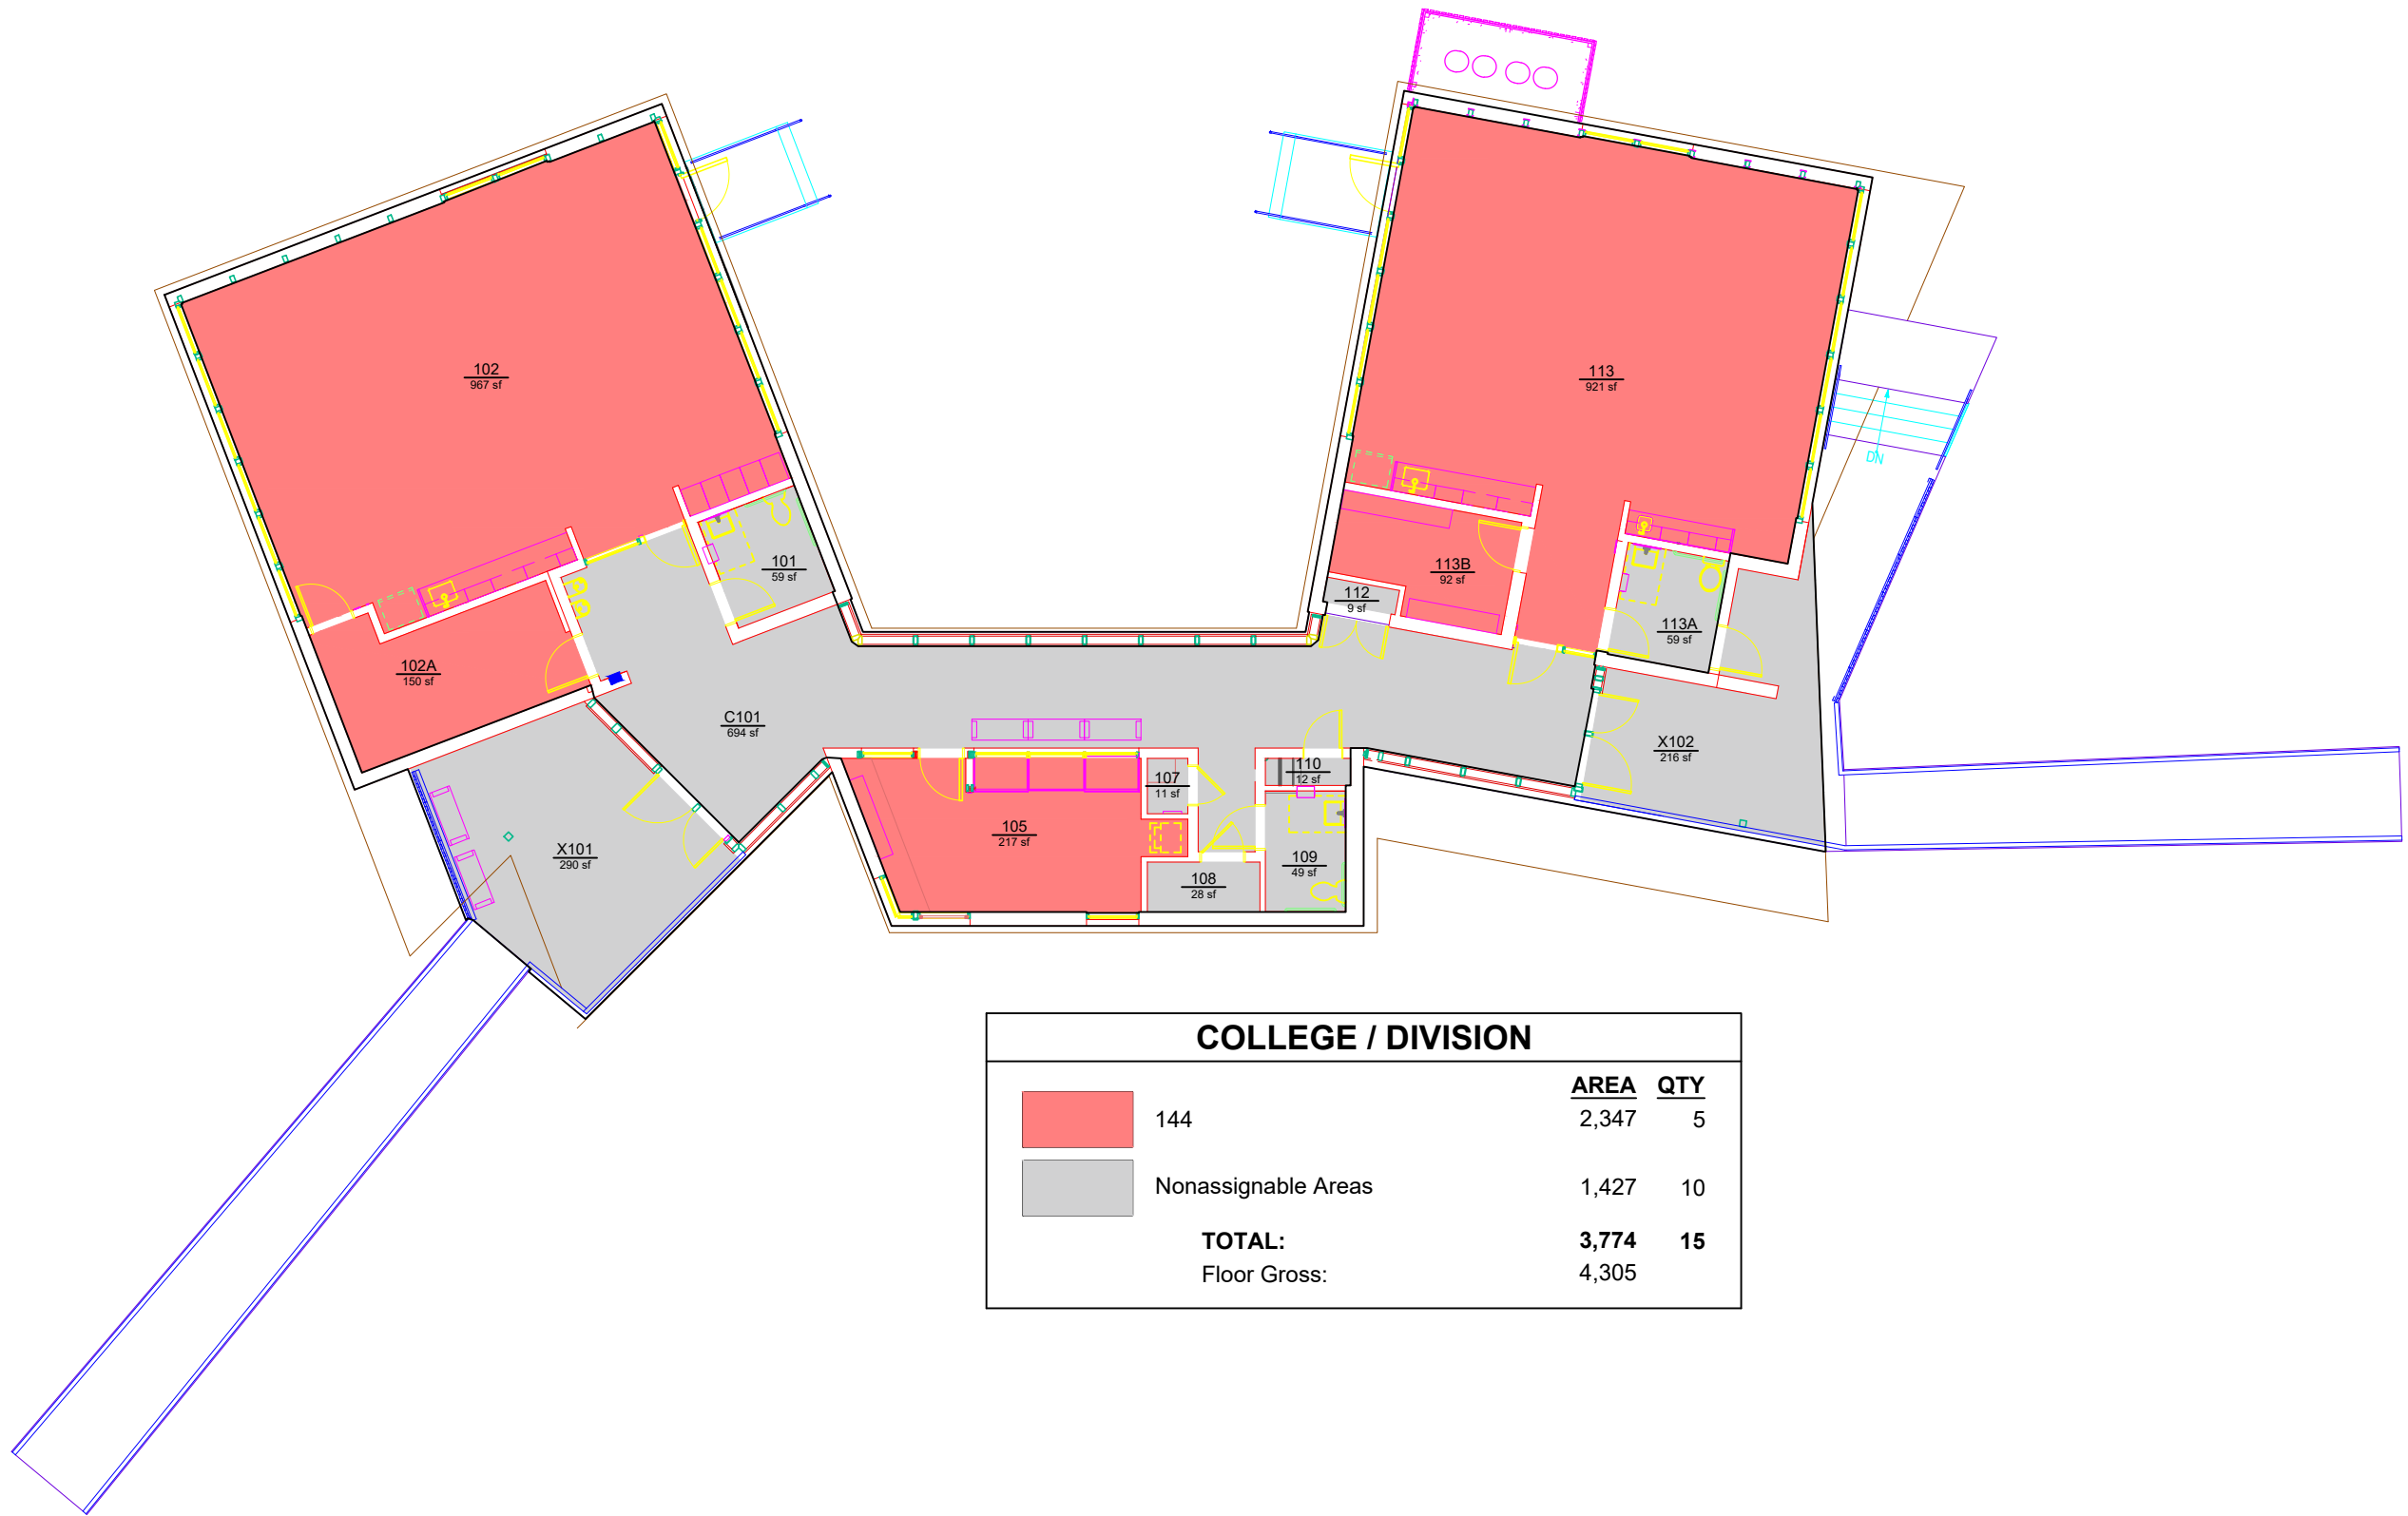 102
967 sf
113
921 sf
DN
101
59 sf
113B
92 sf
112
9 sf
113A
59 sf
102A
150 sf
C101
694 sf
X102
216 sf
107
11 sf
110
12 sf
105
217 sf
X101
290 sf
109
49 sf
108
28 sf
COLLEGE / DIVISION
AREA QTY
144 2,347 5
Nonassignable Areas 1,427 10
TOTAL: 3,774 15
Floor Gross: 4,305